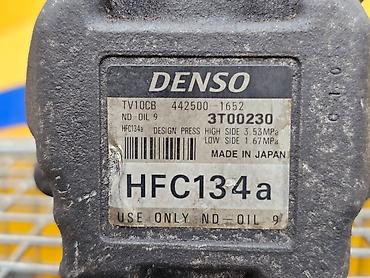 DENSO
TV10CB 442500-1652
ND-OIL 9 3T00230
HFC134a DESIGN PRESS HIGH SIDE 3.53MPa
LOW SIDE 1.67MPa
MADE IN JAPAN
HFC134a
USE ONLY ND-OIL 9